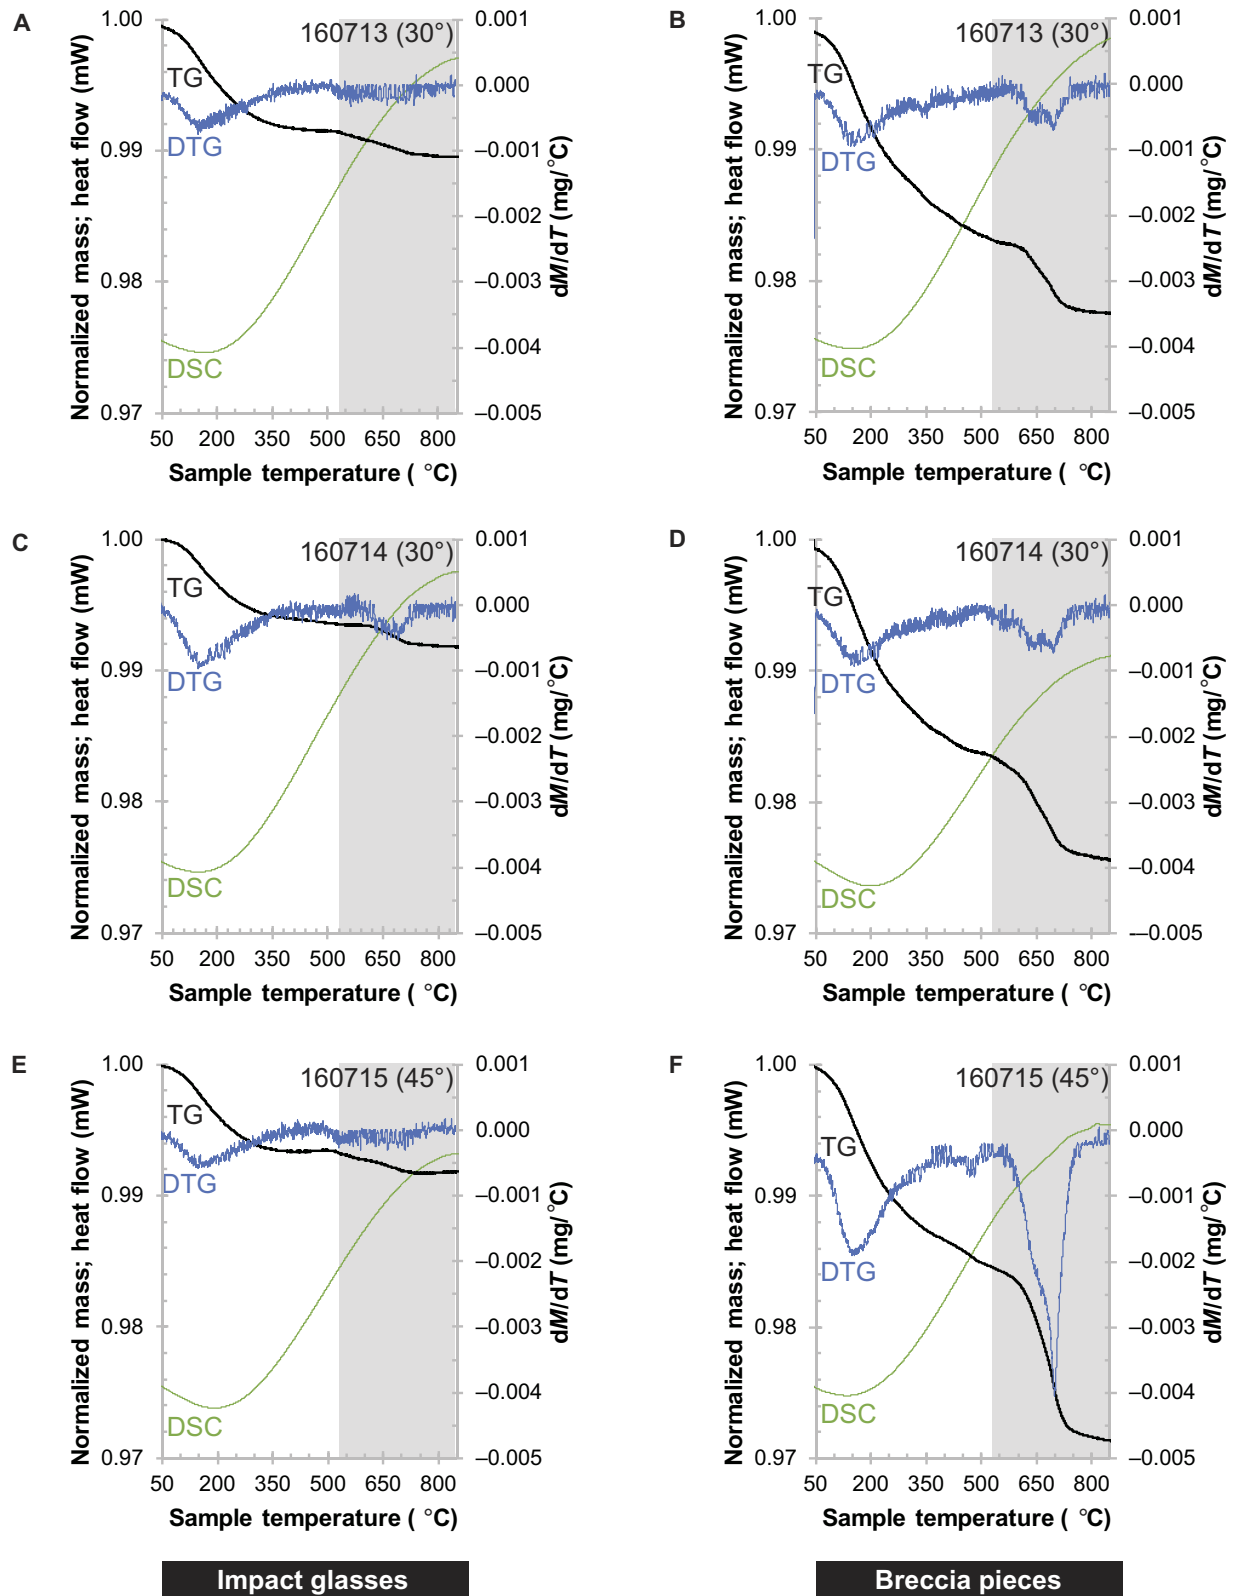 A
160713 (30°)
TG
DTG
DSC
Normalized mass; heat flow (mW)
1.00
0.99
0.98
0.97
0.001
0.000
–0.001
–0.002
–0.003
–0.004
–0.005
dM/dT (mg/°C)
50 200 350 500 650 800
Sample temperature ( °C)
B
160713 (30°)
TG
DTG
DSC
Normalized mass; heat flow (mW)
1.00
0.99
0.98
0.97
0.001
0.000
–0.001
–0.002
–0.003
–0.004
–0.005
dM/dT (mg/°C)
50 200 350 500 650 800
Sample temperature ( °C)
C
160714 (30°)
TG
DTG
DSC
Normalized mass; heat flow (mW)
1.00
0.99
0.98
0.97
0.001
0.000
–0.001
–0.002
–0.003
–0.004
–0.005
dM/dT (mg/°C)
50 200 350 500 650 800
Sample temperature ( °C)
D
160714 (30°)
TG
DTG
DSC
Normalized mass; heat flow (mW)
1.00
0.99
0.98
0.97
0.001
0.000
–0.001
–0.002
–0.003
–0.004
-–0.005
dM/dT (mg/°C)
50 200 350 500 650 800
Sample temperature ( °C)
E
160715 (45°)
TG
DTG
DSC
Normalized mass; heat flow (mW)
1.00
0.99
0.98
0.97
0.001
0.000
–0.001
–0.002
–0.003
–0.004
–0.005
dM/dT (mg/°C)
50 200 350 500 650 800
Sample temperature ( °C)
F
160715 (45°)
TG
DTG
DSC
Normalized mass; heat flow (mW)
1.00
0.99
0.98
0.97
0.001
0.000
–0.001
–0.002
–0.003
–0.004
–0.005
dM/dT (mg/°C)
50 200 350 500 650 800
Sample temperature ( °C)
Impact glasses
Breccia pieces